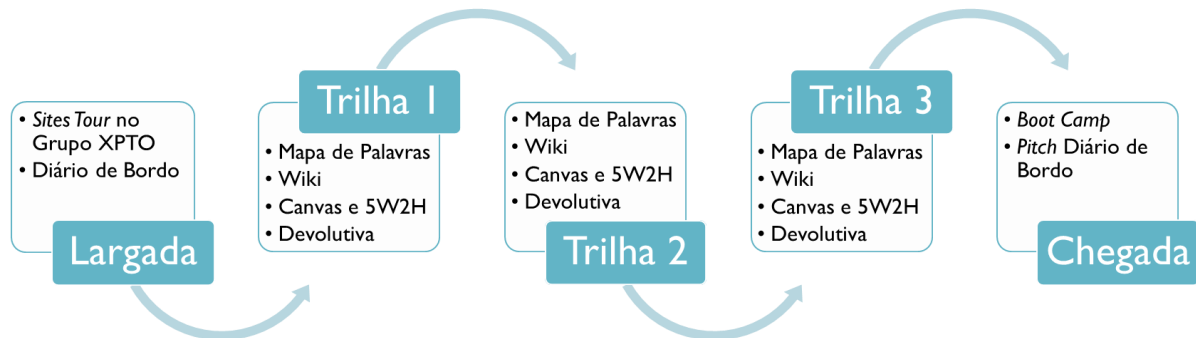 • Sites Tour no
Grupo XPTO
• Diário de Bordo
Largada
Trilha 1
• Mapa de Palavras
• Wiki
• Canvas e 5W2H
• Devolutiva
• Mapa de Palavras
• Wiki
• Canvas e 5W2H
• Devolutiva
Trilha 2
Trilha 3
• Mapa de Palavras
• Wiki
• Canvas e 5W2H
• Devolutiva
• Boot Camp
• Pitch Diário de
Bordo
Chegada